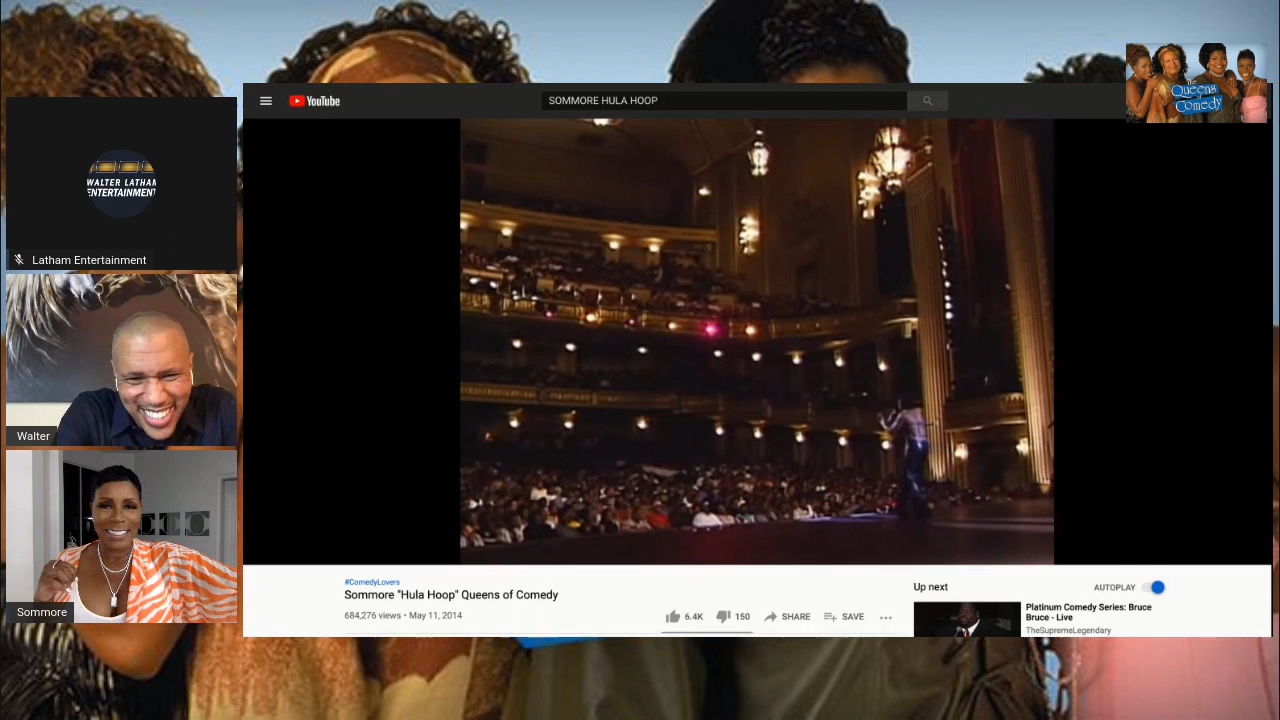 YouTube
SOMMORE HULA HOOP
The
Queens
of
Comedy
WALTER LATHAM
ENTERTAINMENT
Latham Entertainment
Walter
Sommore
#ComedyLovers
Sommore "Hula Hoop" Queens of Comedy
684,276 views • May 11, 2014
6.4K
150
SHARE
SAVE
Up next
AUTOPLAY
Platinum Comedy Series: Bruce
Bruce - Live
TheSupremeLegendary